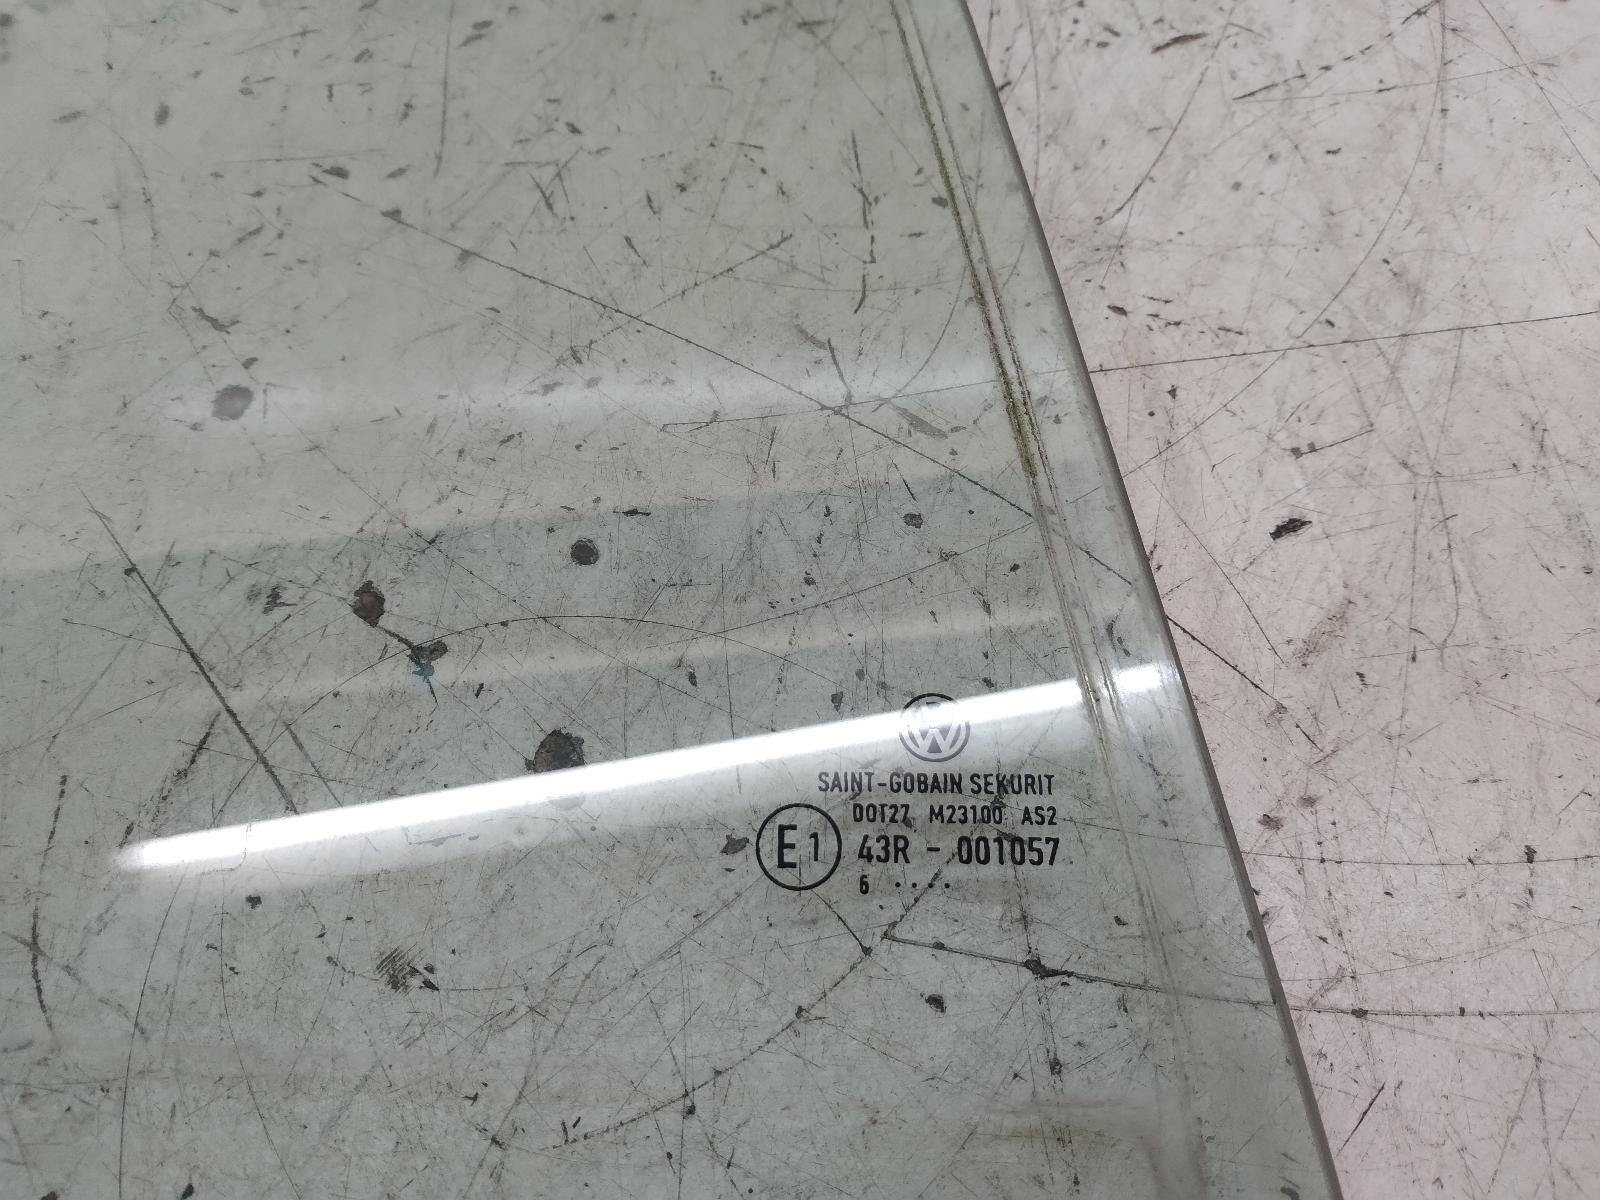 SAINT-GOBAIN SEKURIT
DOT27 M23100 AS2
E1 43R - 001057
6 ....